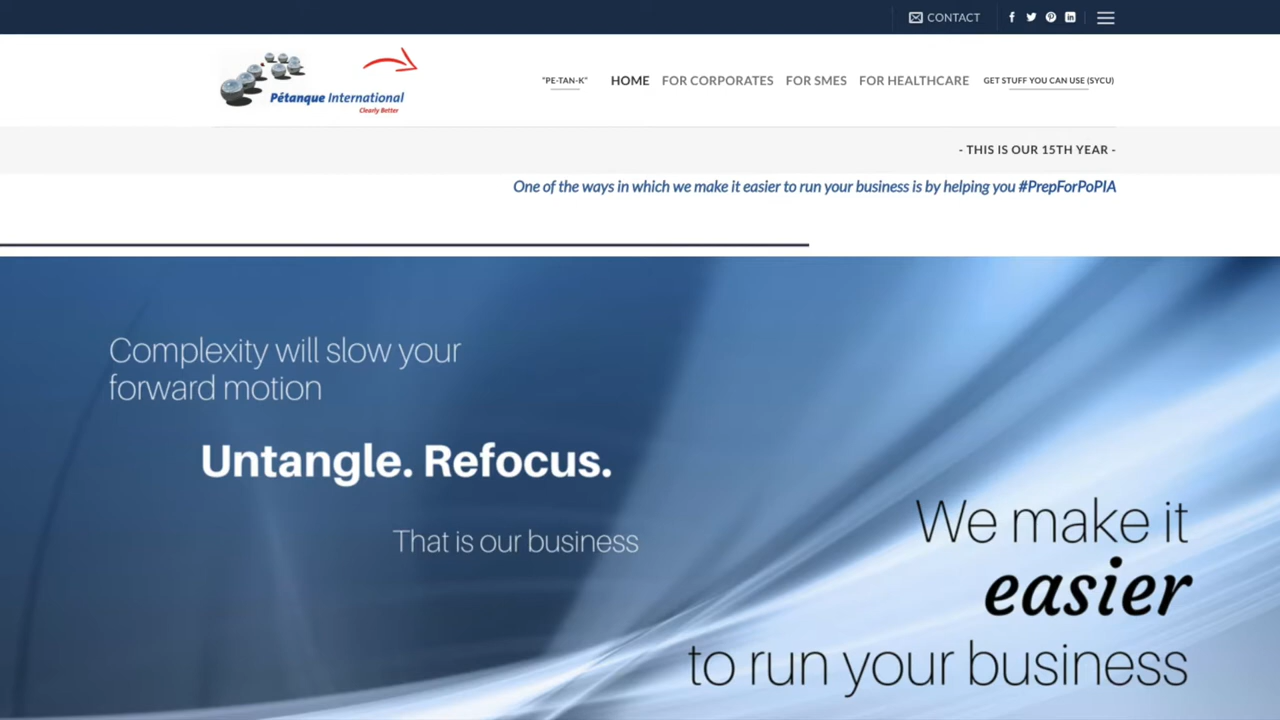 CONTACT
Pétanque International
Clearly Better
"PE-TAN-K"
HOME
FOR CORPORATES
FOR SMES
FOR HEALTHCARE
GET STUFF YOU CAN USE (SYCU)
- THIS IS OUR 15TH YEAR -
One of the ways in which we make it easier to run your business is by helping you #PrepForPoPIA
Complexity will slow your
forward motion
Untangle. Refocus.
That is our business
We make it
easier
to run your business